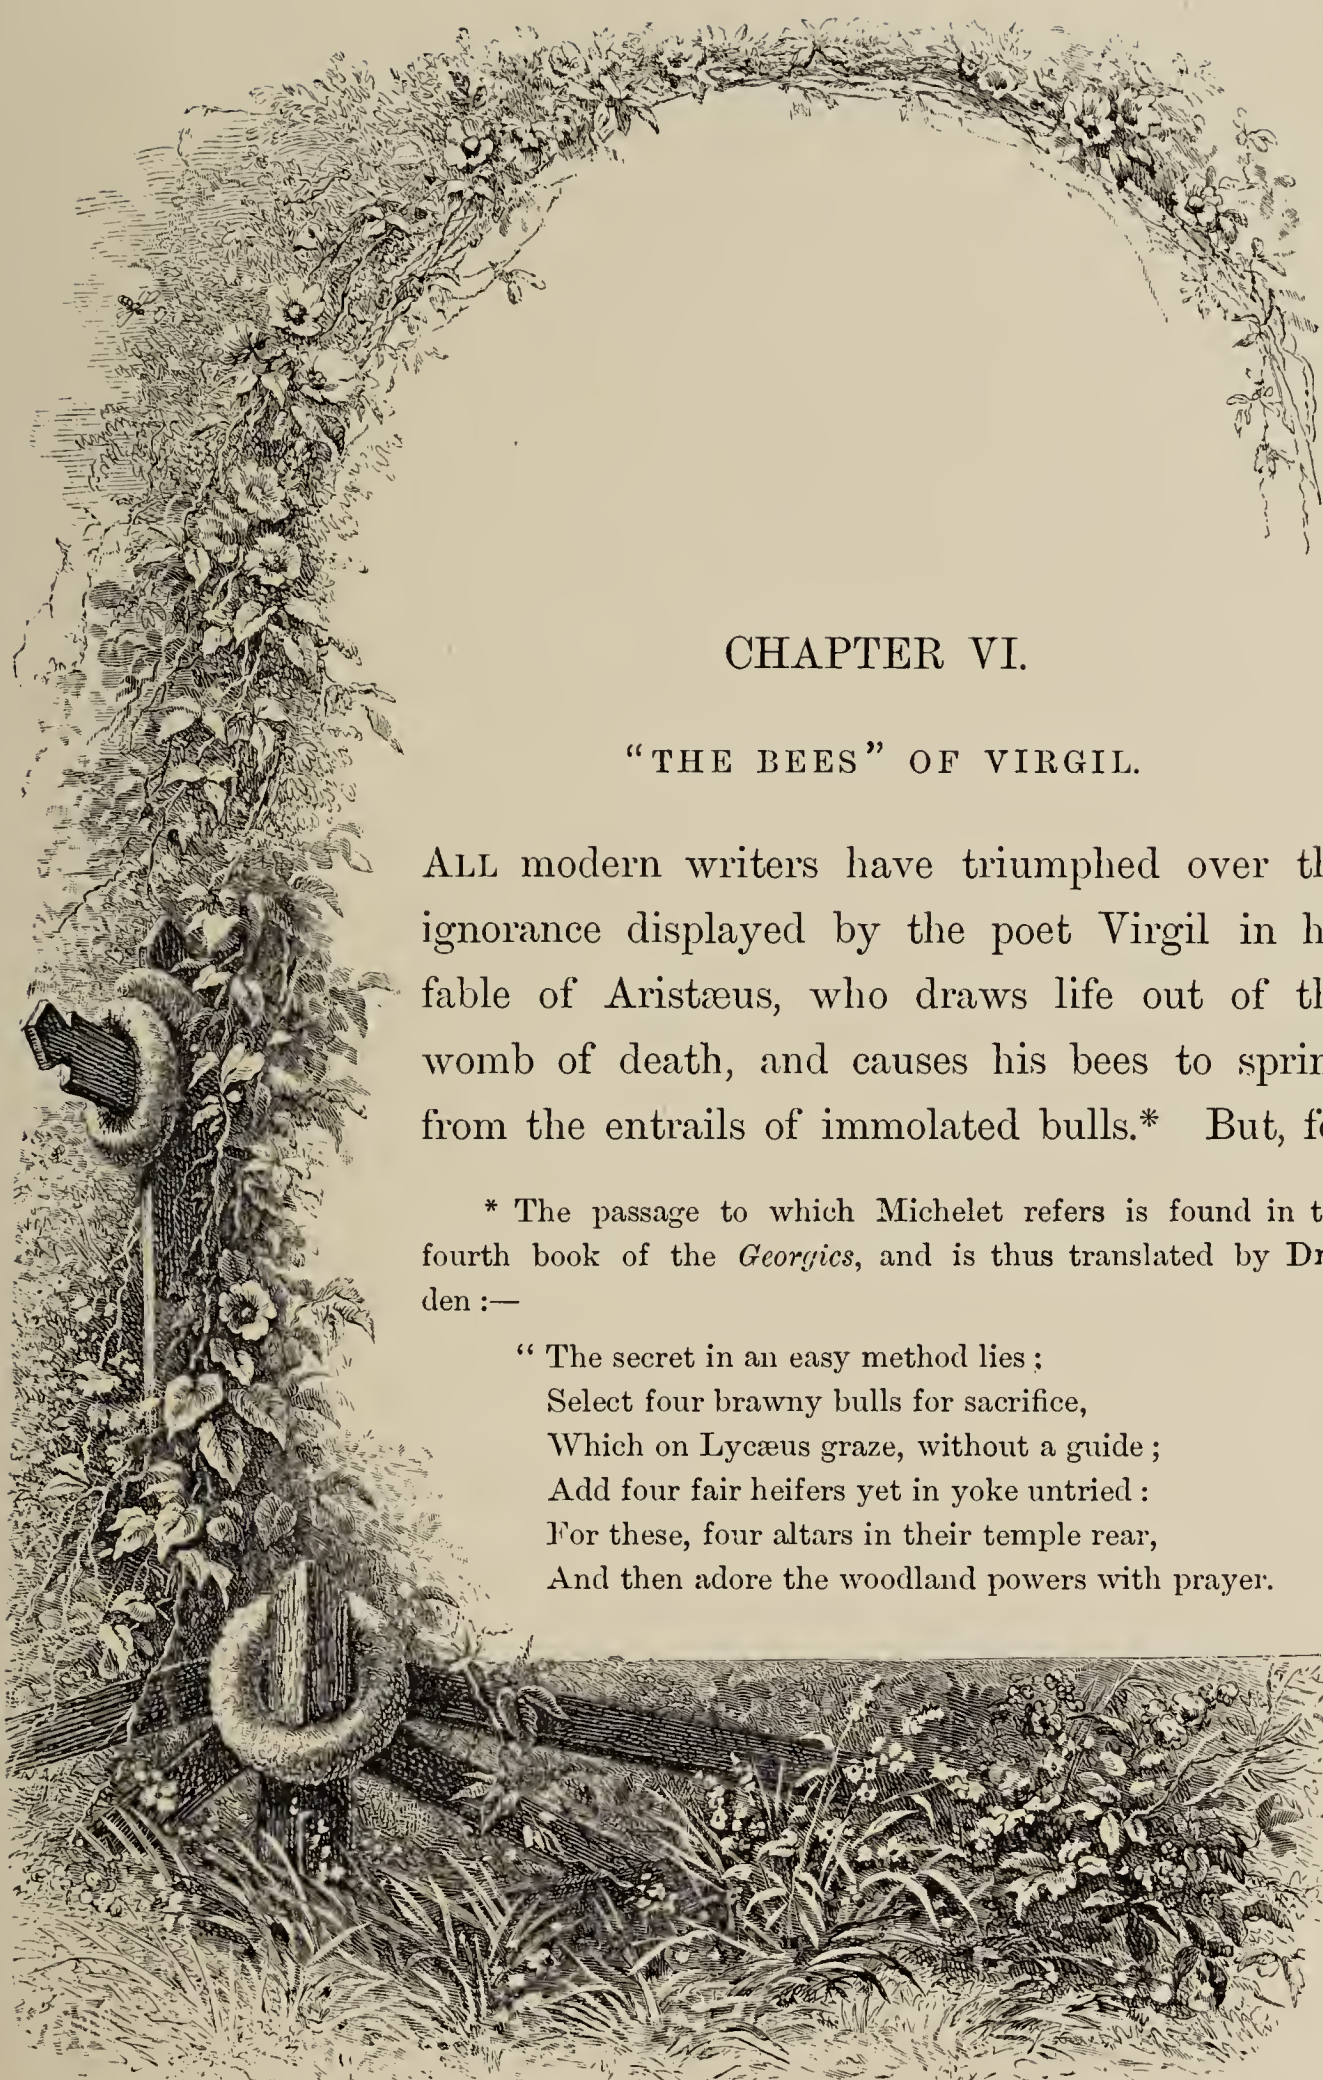 CHAPTER VI.
"THE BEES" OF VIRGIL.
ALL modern writers have triumphed over th
ignorance displayed by the poet Virgil in h
fable of Aristæus, who draws life out of th
womb of death, and causes his bees to sprin
from the entrails of immolated bulls.* But, fo
* The passage to which Michelet refers is found in t
fourth book of the Georgics, and is thus translated by Dr
den :—
" The secret in an easy method lies ;
Select four brawny bulls for sacrifice,
Which on Lycæus graze, without a guide ;
Add four fair heifers yet in yoke untried :
For these, four altars in their temple rear,
And then adore the woodland powers with prayer.